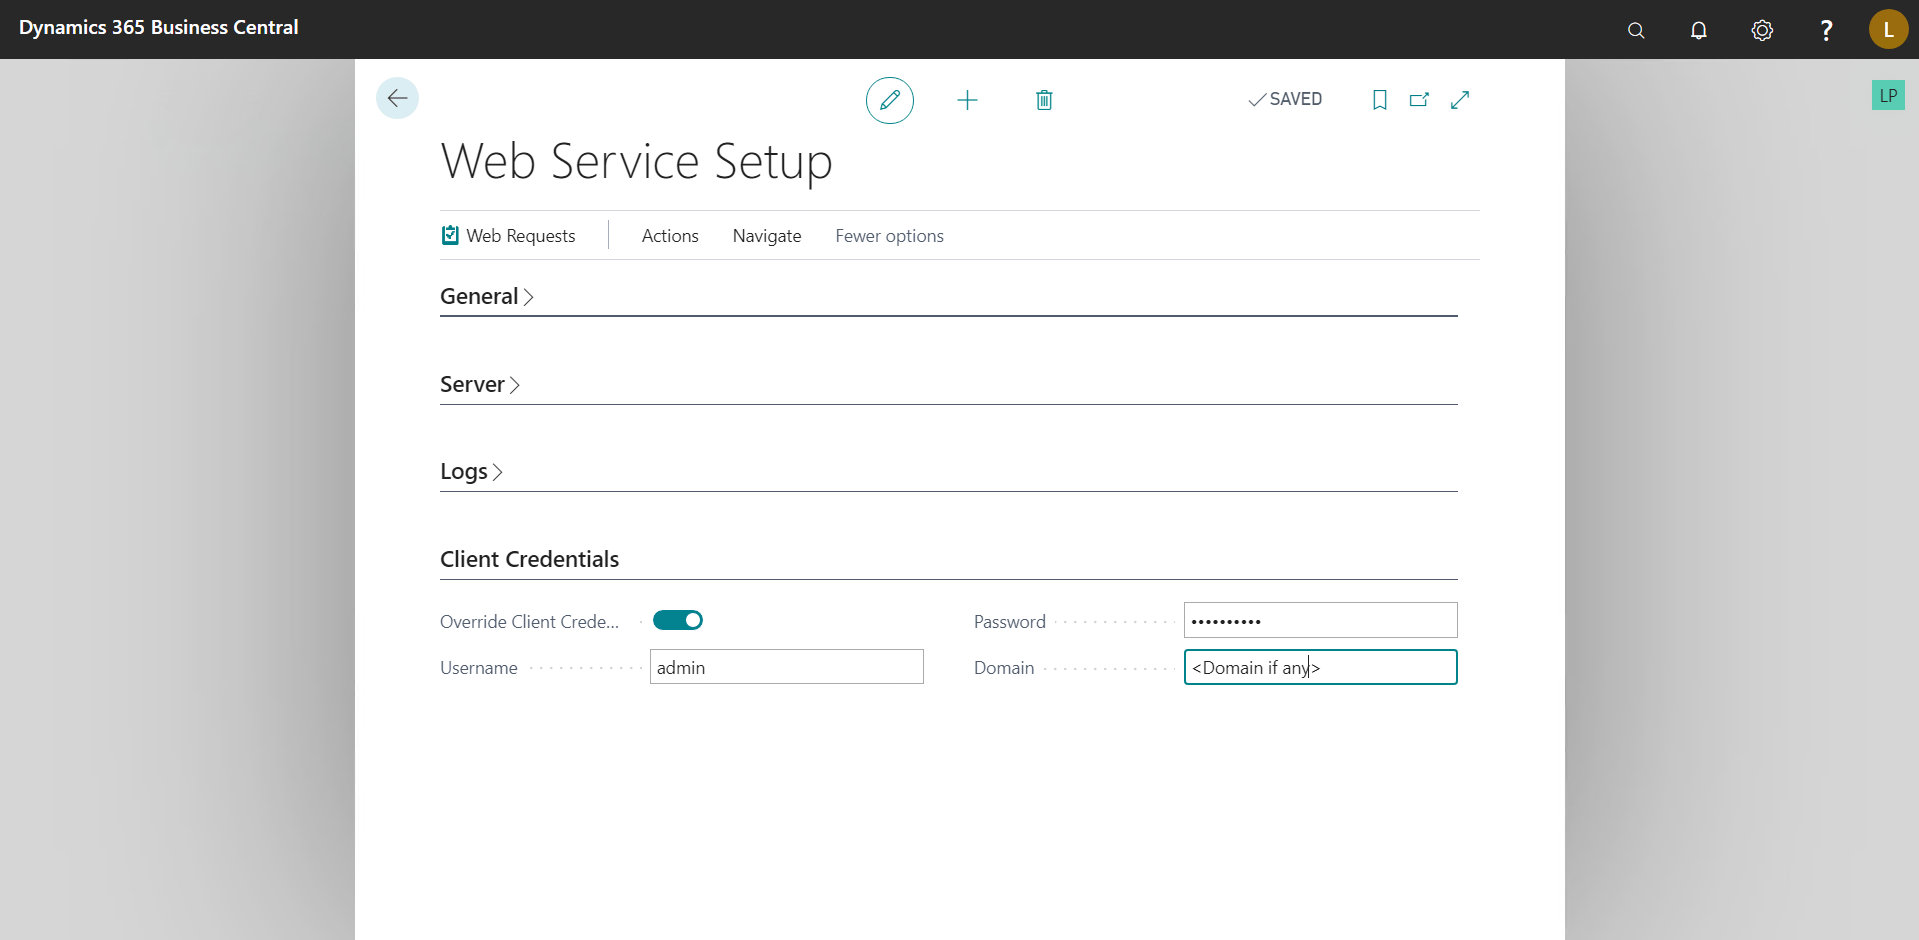 Dynamics 365 Business Central
?
L
LP
SAVED
Web Service Setup
Web Requests
Actions
Navigate
Fewer options
General
Server
Logs
Client Credentials
Override Client Crede...
Password
••••••••••
Username
admin
Domain
<Domain if any>